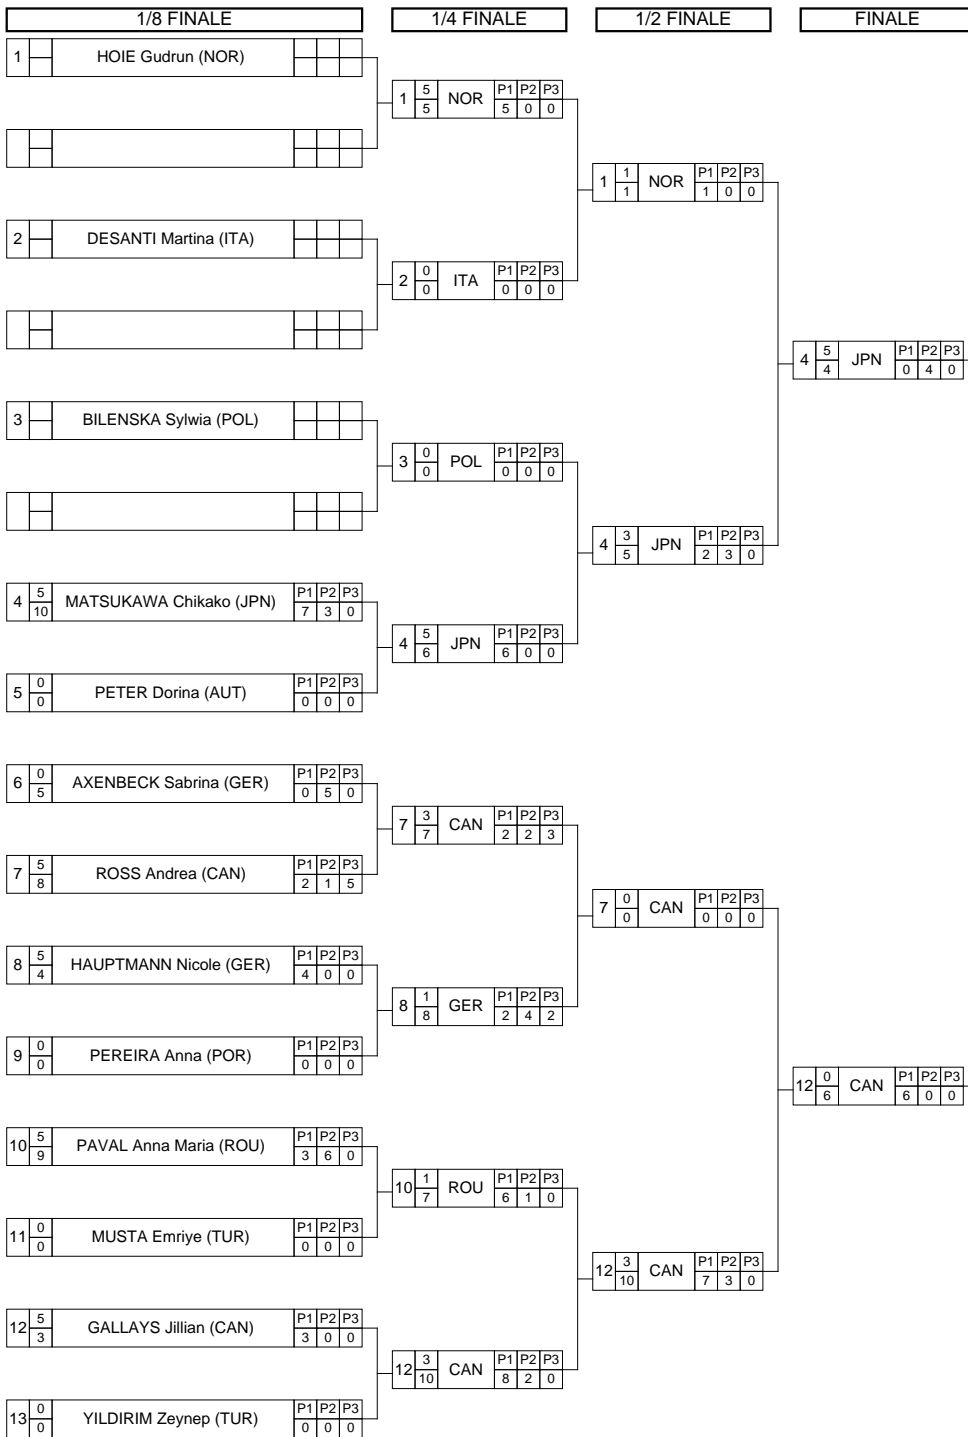 1/8 FINALE 1/4 FINALE 1/2 FINALE FINALE
1 HOIE Gudrun (NOR)
1 5 5 NOR P1 P2 P3 5 0 0
1 1 1 NOR P1 P2 P3 1 0 0
2 DESANTI Martina (ITA)
2 0 0 ITA P1 P2 P3 0 0 0
4 5 4 JPN P1 P2 P3 0 4 0
3 BILENSKA Sylwia (POL)
3 0 0 POL P1 P2 P3 0 0 0
4 3 5 JPN P1 P2 P3 2 3 0
4 5 10 MATSUKAWA Chikako (JPN) P1 P2 P3 7 3 0
4 5 6 JPN P1 P2 P3 6 0 0
5 0 0 PETER Dorina (AUT) P1 P2 P3 0 0 0
6 0 5 AXENBECK Sabrina (GER) P1 P2 P3 0 5 0
7 3 7 CAN P1 P2 P3 2 2 3
7 5 8 ROSS Andrea (CAN) P1 P2 P3 2 1 5
7 0 0 CAN P1 P2 P3 0 0 0
8 5 4 HAUPTMANN Nicole (GER) P1 P2 P3 4 0 0
8 1 8 GER P1 P2 P3 2 4 2
9 0 0 PEREIRA Anna (POR) P1 P2 P3 0 0 0
12 0 6 CAN P1 P2 P3 6 0 0
10 5 9 PAVAL Anna Maria (ROU) P1 P2 P3 3 6 0
10 1 7 ROU P1 P2 P3 6 1 0
11 0 0 MUSTA Emriye (TUR) P1 P2 P3 0 0 0
12 3 10 CAN P1 P2 P3 7 3 0
12 5 3 GALLAYS Jillian (CAN) P1 P2 P3 3 0 0
12 3 10 CAN P1 P2 P3 8 2 0
13 0 0 YILDIRIM Zeynep (TUR) P1 P2 P3 0 0 0